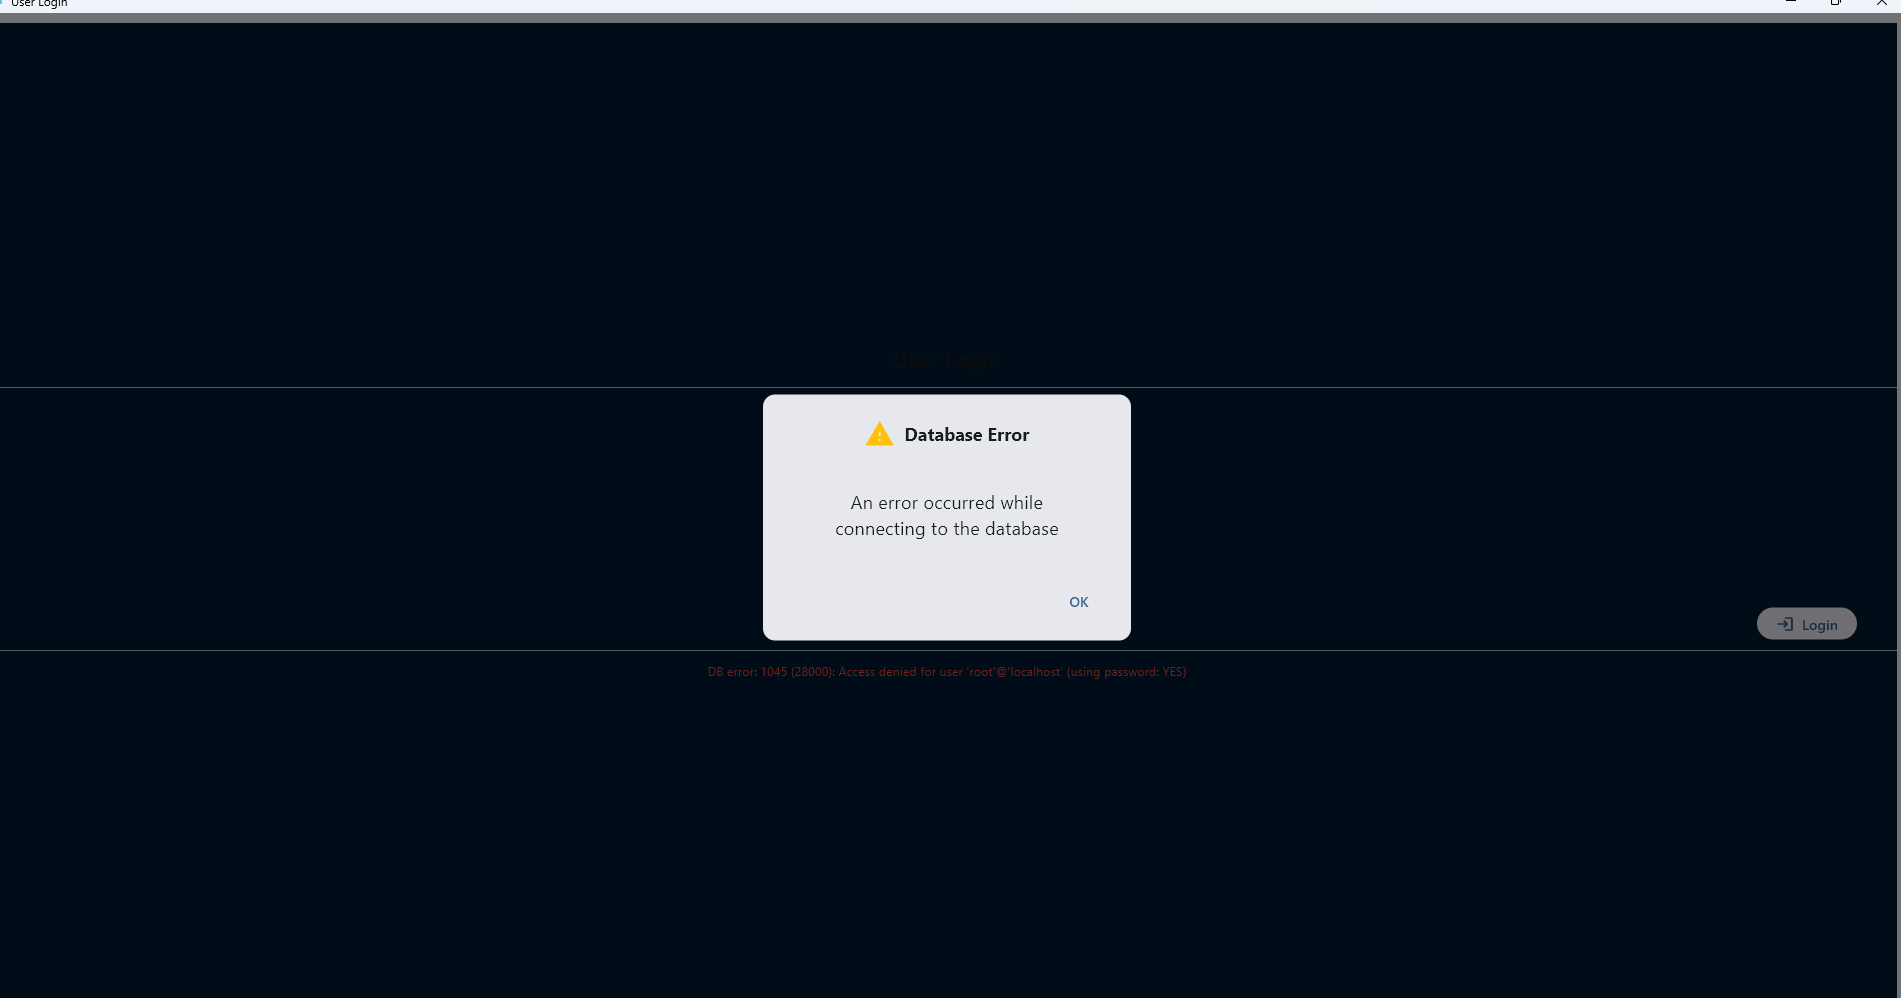 User Login
User Login
Database Error
An error occurred while
connecting to the database
OK
Login
DB error: 1045 (28000): Access denied for user 'root'@'localhost' (using password: YES)